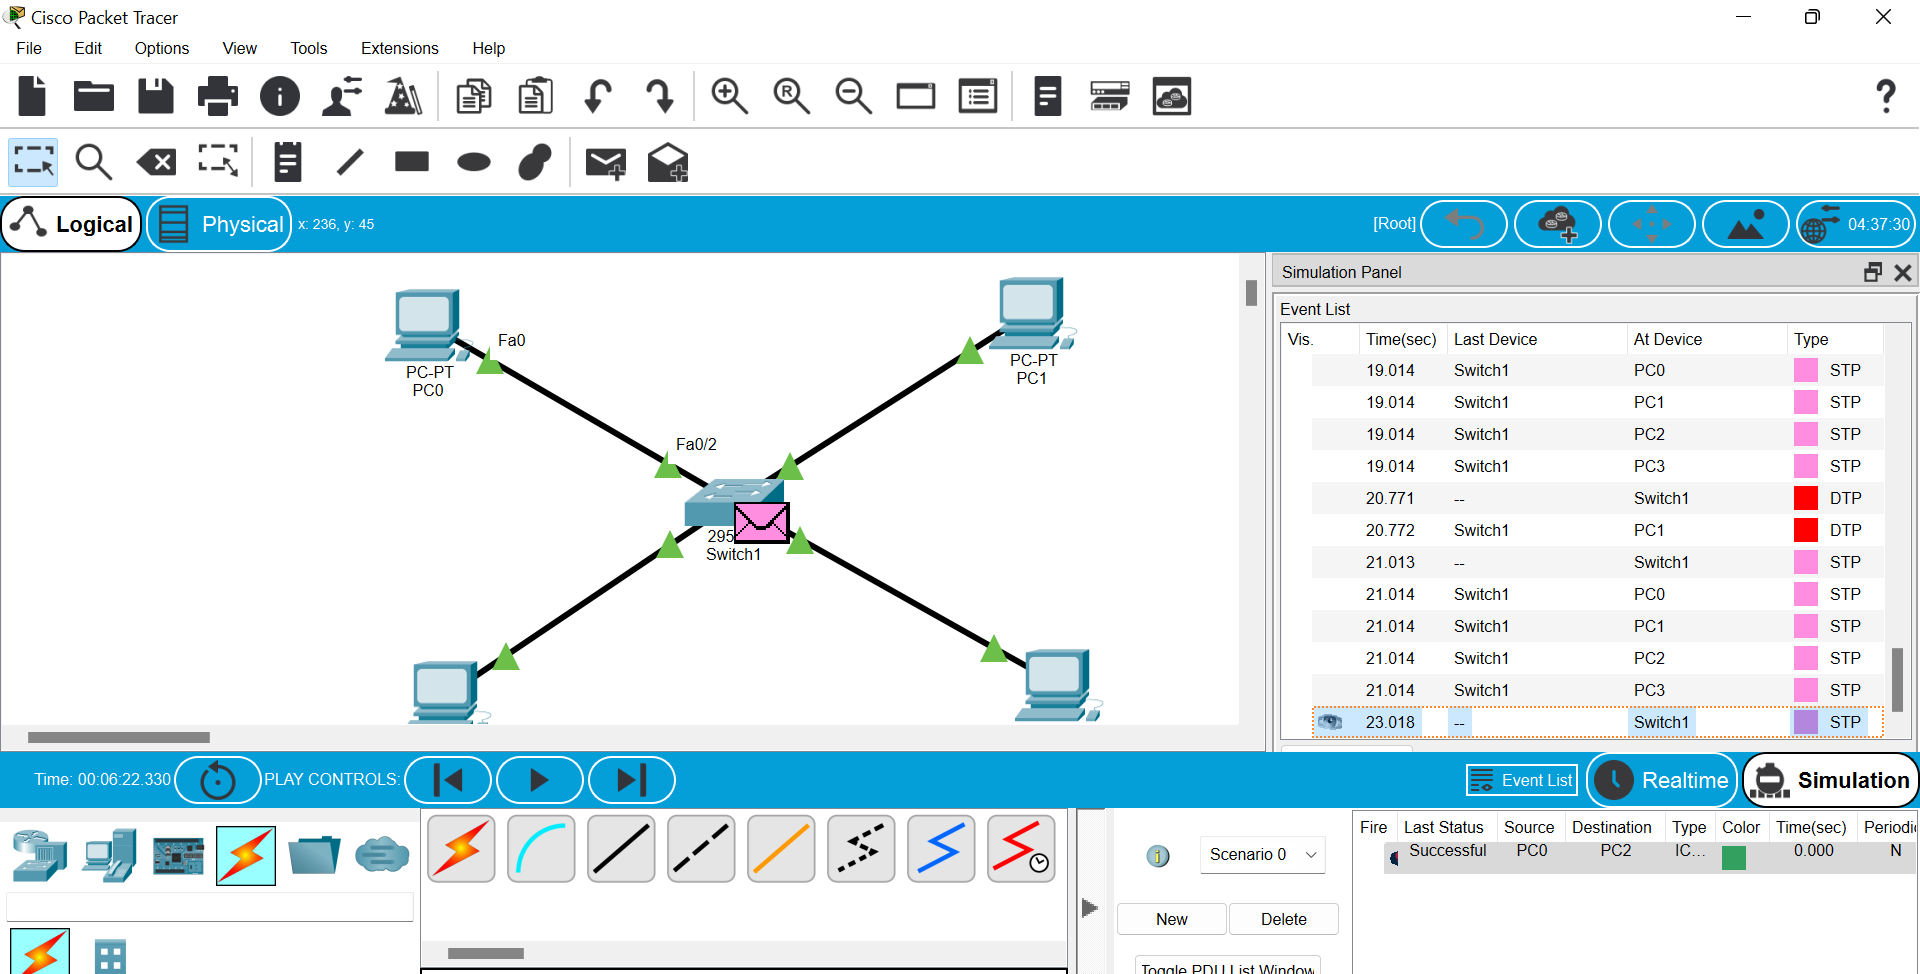 Cisco Packet Tracer
File Edit Options View Tools Extensions Help
Logical Physical x: 236, y: 45 [Root] 04:37:30
Fa0
PC-PT
PC0
PC-PT
PC1
Fa0/2
295
Switch1
Simulation Panel
Event List
Vis. Time(sec) Last Device At Device Type
19.014 Switch1 PC0 STP
19.014 Switch1 PC1 STP
19.014 Switch1 PC2 STP
19.014 Switch1 PC3 STP
20.771 -- Switch1 DTP
20.772 Switch1 PC1 DTP
21.013 -- Switch1 STP
21.014 Switch1 PC0 STP
21.014 Switch1 PC1 STP
21.014 Switch1 PC2 STP
21.014 Switch1 PC3 STP
23.018 -- Switch1 STP
Time: 00:06:22.330 PLAY CONTROLS: Event List Realtime Simulation
Scenario 0
New Delete
Toggle PDU List Window
Fire Last Status Source Destination Type Color Time(sec) Periodic
Successful PC0 PC2 IC... 0.000 N